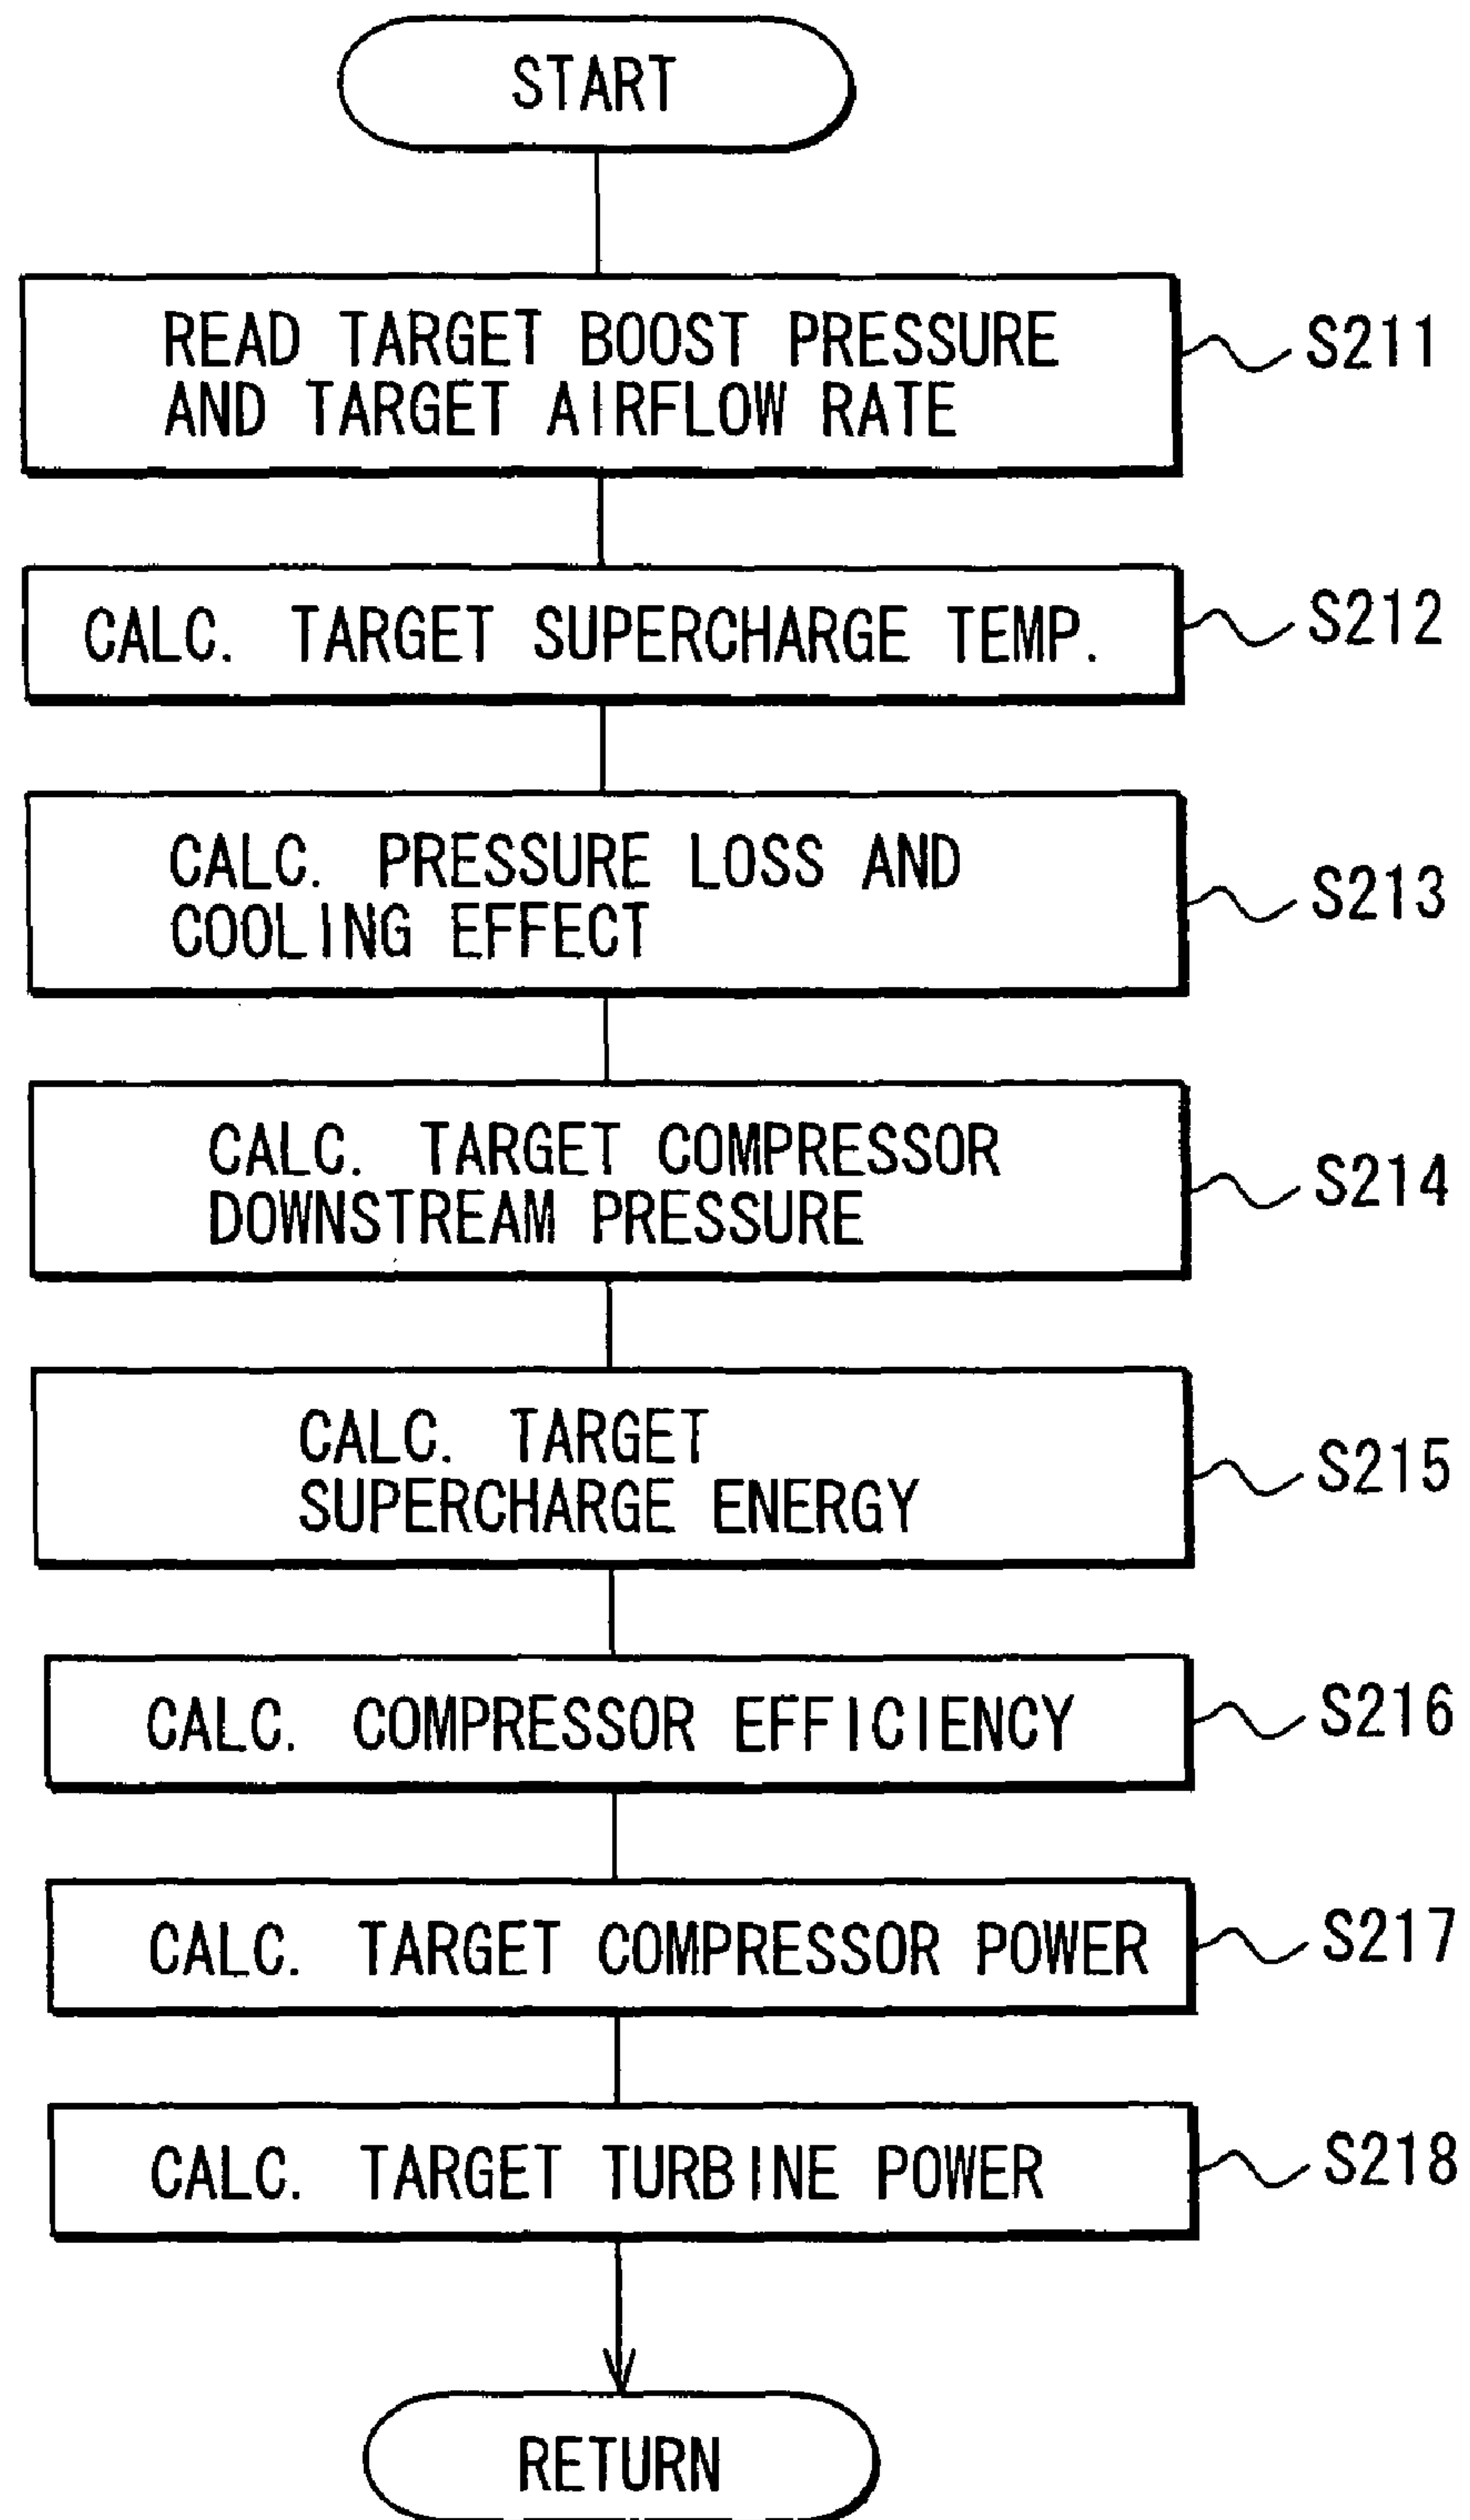 START
READ TARGET BOOST PRESSURE
AND TARGET AIRFLOW RATE
S211
CALC. TARGET SUPERCHARGE TEMP.
S212
CALC. PRESSURE LOSS AND
COOLING EFFECT
S213
CALC. TARGET COMPRESSOR
DOWNSTREAM PRESSURE
S214
CALC. TARGET
SUPERCHARGE ENERGY
S215
CALC. COMPRESSOR EFFICIENCY
S216
CALC. TARGET COMPRESSOR POWER
S217
CALC. TARGET TURBINE POWER
S218
RETURN